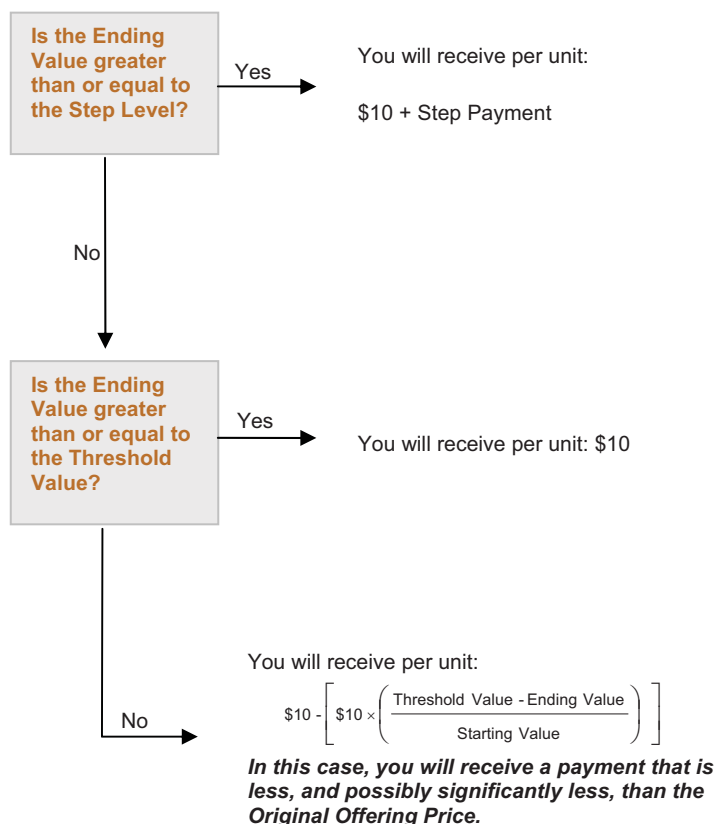 Is the Ending
Value greater
than or equal to
the Step Level?
Yes
You will receive per unit:
$10 + Step Payment
No
Is the Ending
Value greater
than or equal to
the Threshold
Value?
Yes
You will receive per unit: $10
No
You will receive per unit:
$10 - [ $10 × ( Threshold Value - Ending Value / Starting Value ) ]
In this case, you will receive a payment that is
less, and possibly significantly less, than the
Original Offering Price.